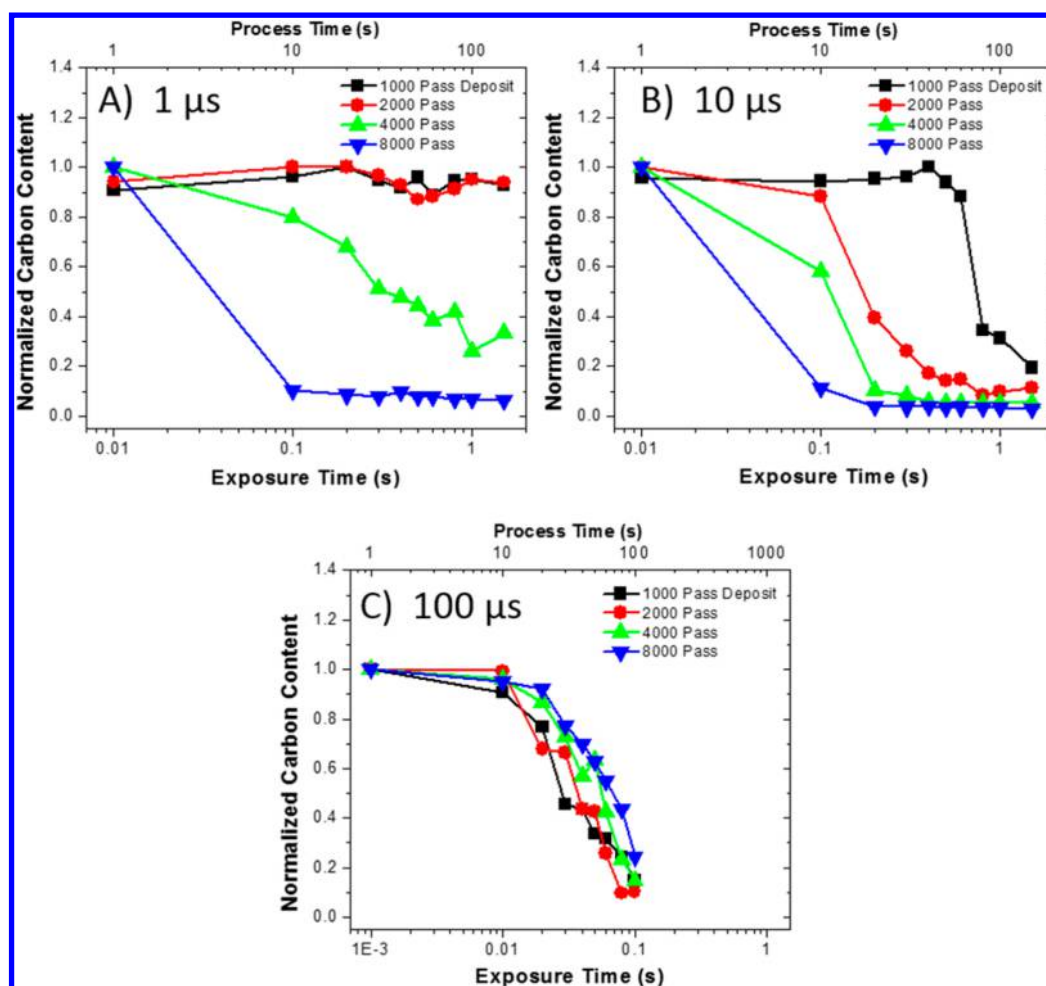 Process Time (s)
1 10 100
A) 1 µs
1000 Pass Deposit
2000 Pass
4000 Pass
8000 Pass
Normalized Carbon Content
1.4
1.2
1.0
0.8
0.6
0.4
0.2
0.0
0.01 0.1 1
Exposure Time (s)
Process Time (s)
1 10 100
B) 10 µs
1000 Pass Deposit
2000 Pass
4000 Pass
8000 Pass
Normalized Carbon Content
1.4
1.2
1.0
0.8
0.6
0.4
0.2
0.0
0.01 0.1 1
Exposure Time (s)
Process Time (s)
1 10 100 1000
C) 100 µs
1000 Pass Deposit
2000 Pass
4000 Pass
8000 Pass
Normalized Carbon Content
1.4
1.2
1.0
0.8
0.6
0.4
0.2
0.0
1E-3 0.01 0.1 1
Exposure Time (s)